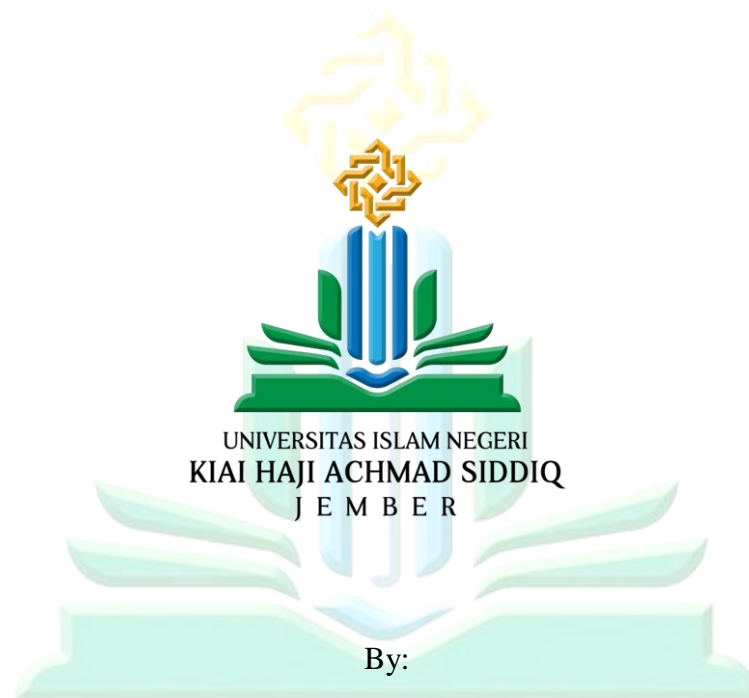 UNIVERSITAS ISLAM NEGERI
KIAI HAJI ACHMAD SIDDIQ
J E M B E R
By: